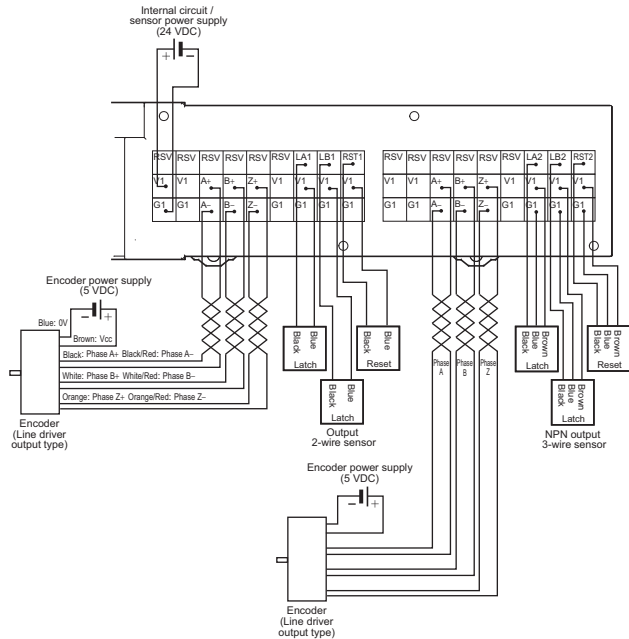 Internal circuit /
sensor power supply
(24 VDC)
+ −
RSV RSV RSV RSV RSV RSV LA1 LB1 RST1
V1 V1 A+ B+ Z+ V1 V1 V1 V1
G1 G1 A− B− Z− G1 G1 G1 G1
RSV RSV RSV RSV RSV RSV LA2 LB2 RST2
V1 V1 A+ B+ Z+ V1 V1 V1 V1
G1 G1 A− B− Z− G1 G1 G1 G1
Encoder power supply
(5 VDC)
− +
Blue: 0V
Brown: Vcc
Black: Phase A+ Black/Red: Phase A−
White: Phase B+ White/Red: Phase B−
Orange: Phase Z+ Orange/Red: Phase Z−
Encoder
(Line driver
output type)
Black
Blue
Latch
Black
Blue
Latch
Output
2-wire sensor
Black
Blue
Reset
Phase
A
Phase
B
Phase
Z
Black
Blue
Brown
Latch
Black
Blue
Brown
Latch
NPN output
3-wire sensor
Black
Blue
Brown
Reset
Encoder power supply
(5 VDC)
− +
Encoder
(Line driver
output type)